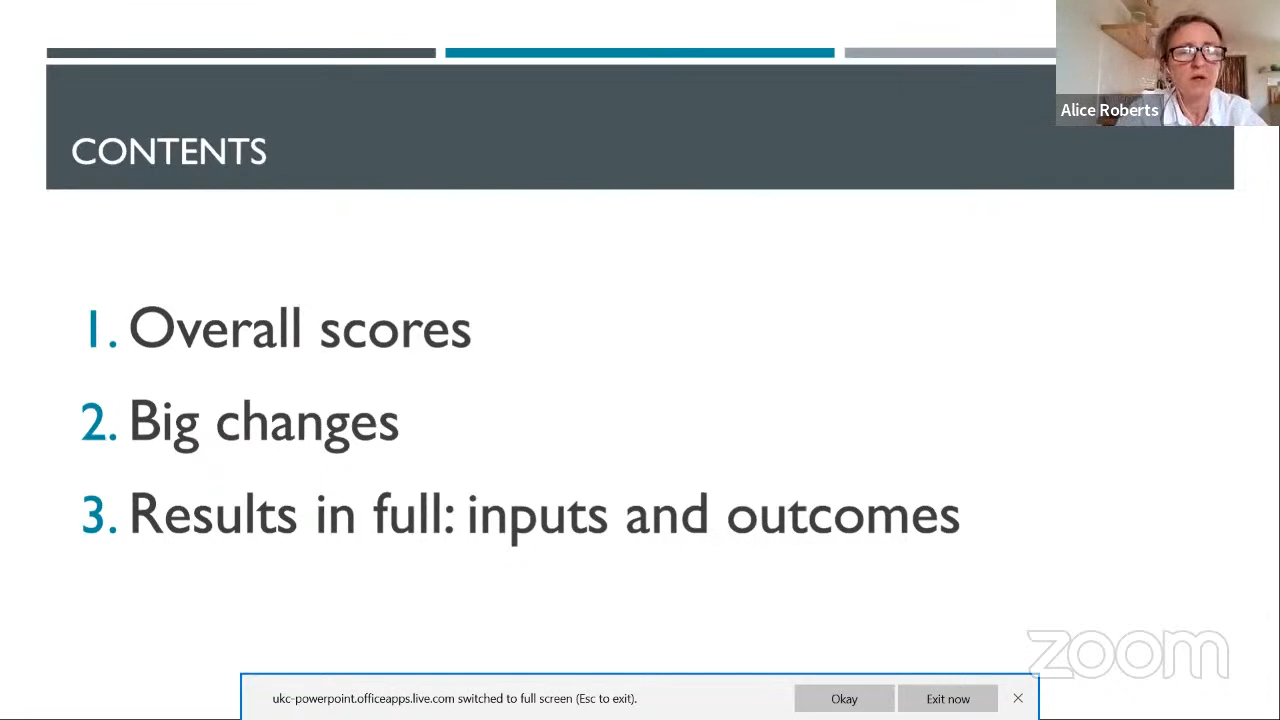 Alice Roberts
CONTENTS
1. Overall scores
2. Big changes
3. Results in full: inputs and outcomes
zoom
ukc-powerpoint.officeapps.live.com switched to full screen (Esc to exit).
Okay
Exit now